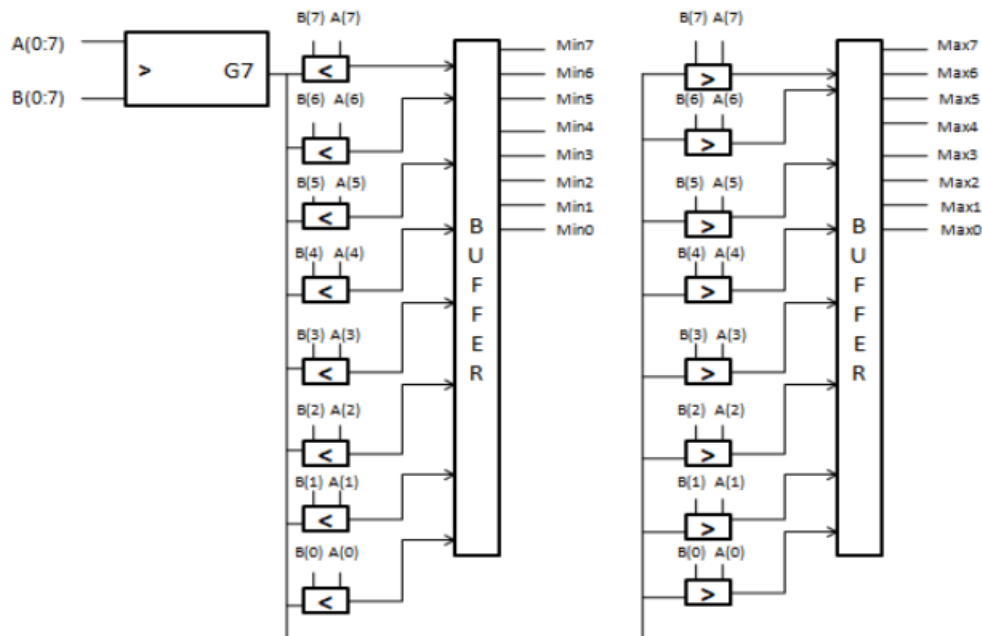 A(0:7)
B(0:7)
> G7
B(7) A(7)
<
B(6) A(6)
<
B(5) A(5)
<
B(4) A(4)
<
B(3) A(3)
<
B(2) A(2)
<
B(1) A(1)
<
B(0) A(0)
<
BUFFER
Min7
Min6
Min5
Min4
Min3
Min2
Min1
Min0
B(7) A(7)
>
B(6) A(6)
>
B(5) A(5)
>
B(4) A(4)
>
B(3) A(3)
>
B(2) A(2)
>
B(1) A(1)
>
B(0) A(0)
>
BUFFER
Max7
Max6
Max5
Max4
Max3
Max2
Max1
Max0